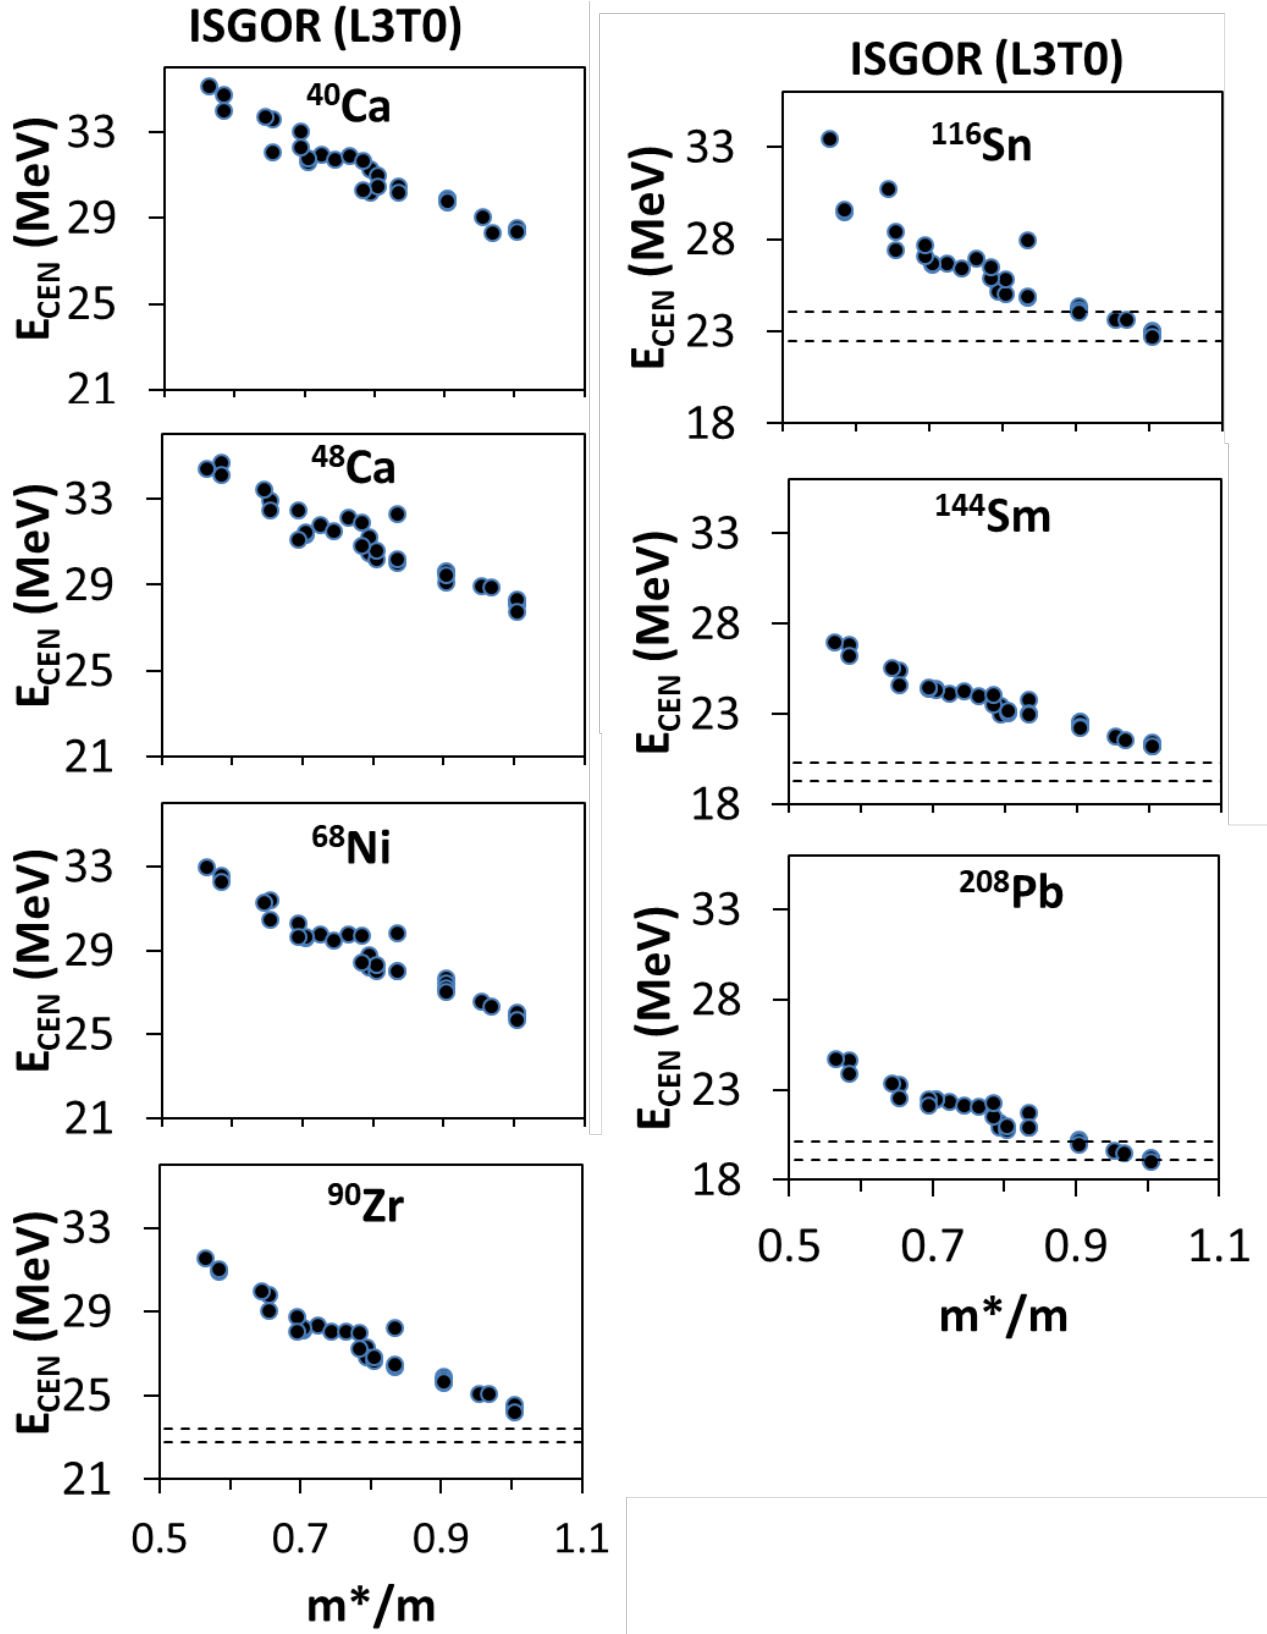 ISGOR (L3T0)
⁴⁰Ca
E_CEN (MeV)
33
29
25
21
⁴⁸Ca
E_CEN (MeV)
33
29
25
21
⁶⁸Ni
E_CEN (MeV)
33
29
25
21
⁹⁰Zr
E_CEN (MeV)
33
29
25
21
0.5 0.7 0.9 1.1
m*/m
ISGOR (L3T0)
¹¹⁶Sn
E_CEN (MeV)
33
28
23
18
¹⁴⁴Sm
E_CEN (MeV)
33
28
23
18
²⁰⁸Pb
E_CEN (MeV)
33
28
23
18
0.5 0.7 0.9 1.1
m*/m